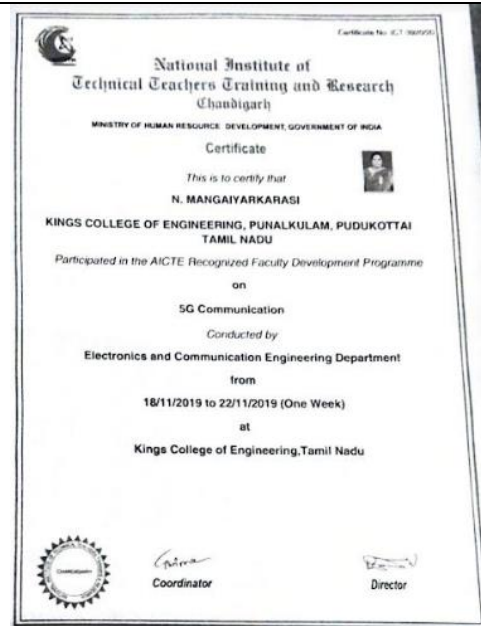 Certificate No.
National Institute of
Technical Teachers Training and Research
Chandigarh
MINISTRY OF HUMAN RESOURCE DEVELOPMENT, GOVERNMENT OF INDIA
Certificate
This is to certify that
N. MANGAIYARKARASI
KINGS COLLEGE OF ENGINEERING, PUNALKULAM, PUDUKOTTAI
TAMIL NADU
Participated in the AICTE Recognized Faculty Development Programme
on
5G Communication
Conducted by
Electronics and Communication Engineering Department
from
18/11/2019 to 22/11/2019 (One Week)
at
Kings College of Engineering,Tamil Nadu
Coordinator
Director